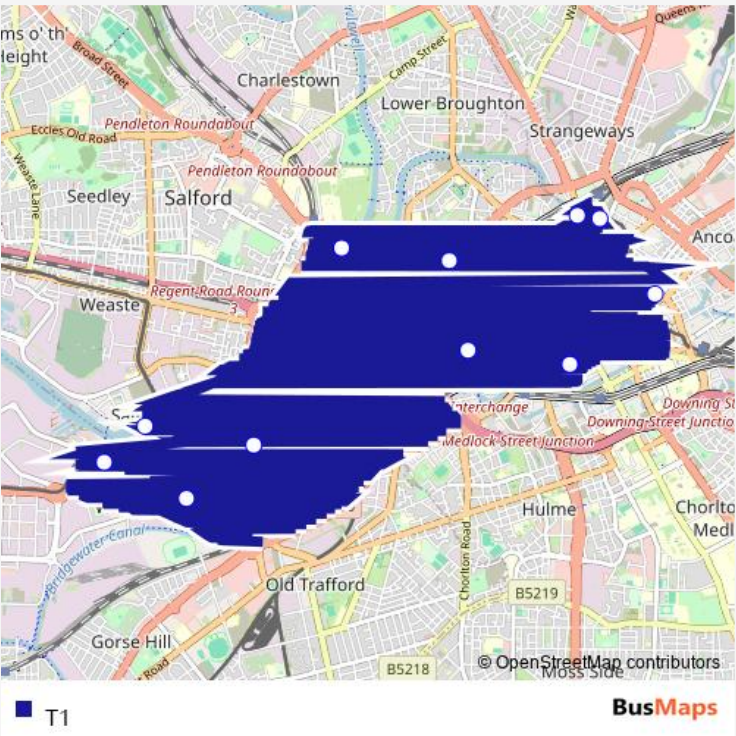 ms o' th'
Height
Broad Street
Irwell
Charlestown
Camp Street
Queens R
Lower Broughton
Strangeways
Eccles Old Road
Pendleton Roundabout
Pendleton Roundabout
Weaste Lane
Seedley
Salford
Anco
Regent Road Roun
3
Weaste
Sa
interchange
Downing St
Downing Street Junctio
Medlock Street Junction
Bridgewater Canal
Hulme
Chorlto
Medl
Chorlton Road
Old Trafford
B5219
Gorse Hill
Road
B5218
© OpenStreetMap contributors
Moss Side
T1
BusMaps